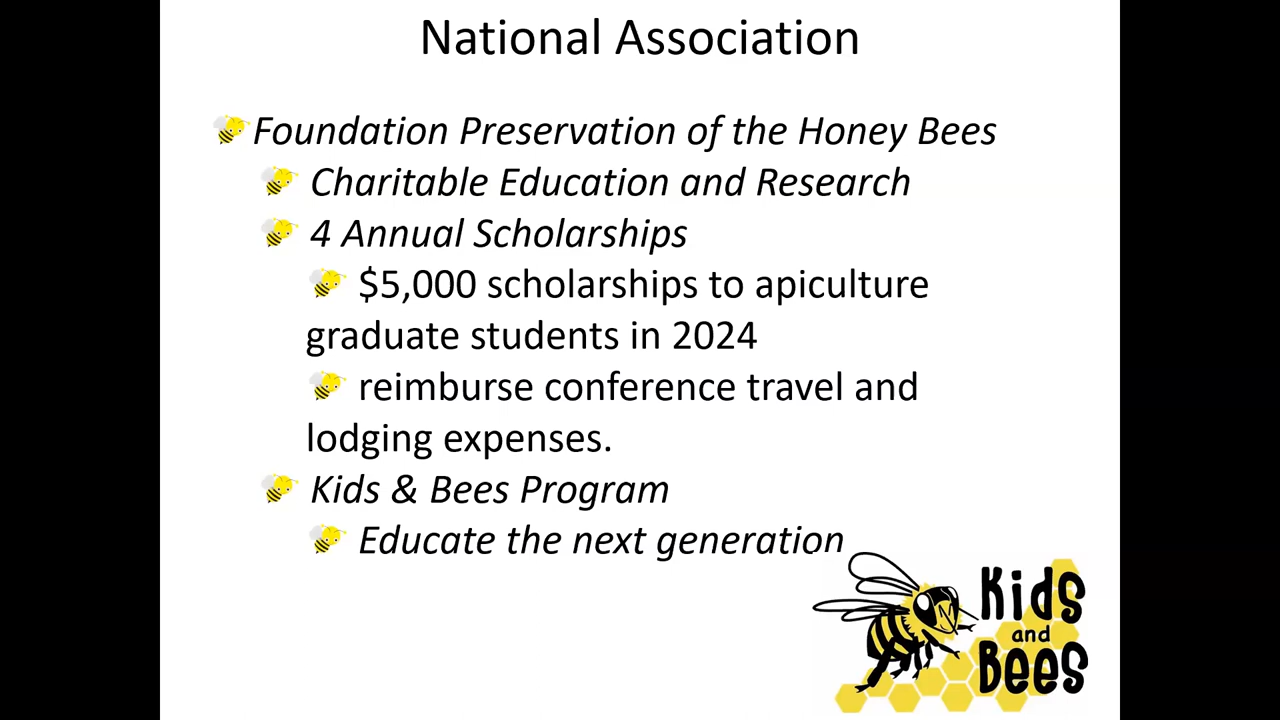 National Association
Foundation Preservation of the Honey Bees
Charitable Education and Research
4 Annual Scholarships
$5,000 scholarships to apiculture
graduate students in 2024
reimburse conference travel and
lodging expenses.
Kids & Bees Program
Educate the next generation
Kids
and
Bees